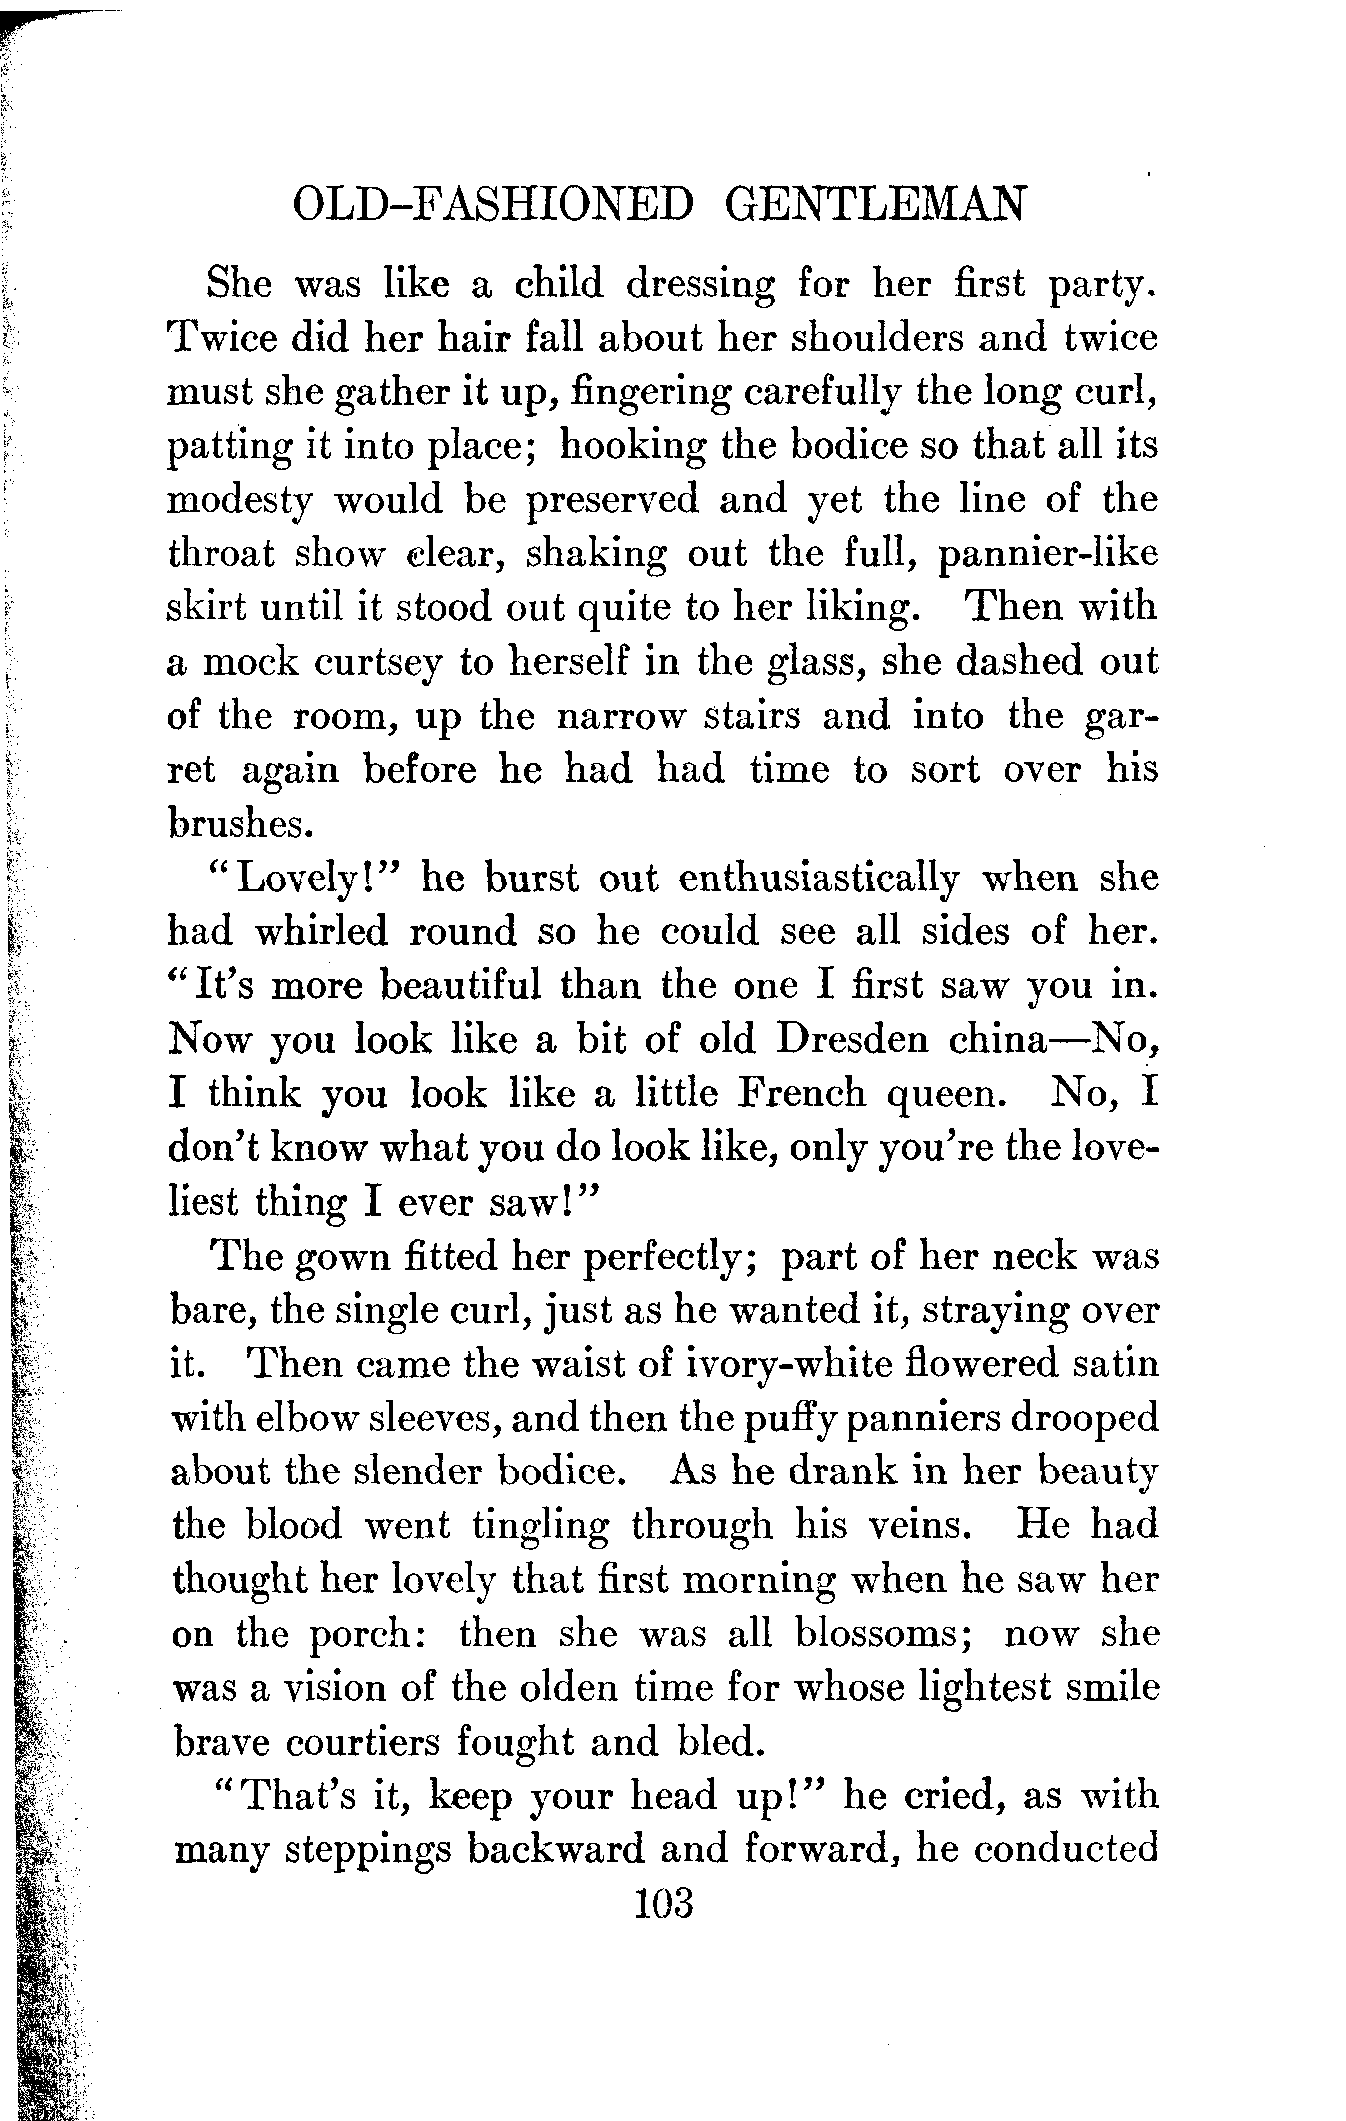 OLD-FASHIONED GENTLEMAN
She was like a child dressing for her first party.
Twice did her hair fall about her shoulders and twice
must she gather it up, fingering carefully the long curl,
patting it into place; hooking the bodice so that all its
modesty would be preserved and yet the line of the
throat show clear, shaking out the full, pannier-like
skirt until it stood out quite to her liking. Then with
a mock curtsey to herself in the glass, she dashed out
of the room, up the narrow stairs and into the gar-
ret again before he had had time to sort over his
brushes.
"Lovely!" he burst out enthusiastically when she
had whirled round so he could see all sides of her.
"It's more beautiful than the one I first saw you in.
Now you look like a bit of old Dresden china—No,
I think you look like a little French queen. No, I
don't know what you do look like, only you're the love-
liest thing I ever saw!"
The gown fitted her perfectly; part of her neck was
bare, the single curl, just as he wanted it, straying over
it. Then came the waist of ivory-white flowered satin
with elbow sleeves, and then the puffy panniers drooped
about the slender bodice. As he drank in her beauty
the blood went tingling through his veins. He had
thought her lovely that first morning when he saw her
on the porch: then she was all blossoms; now she
was a vision of the olden time for whose lightest smile
brave courtiers fought and bled.
"That's it, keep your head up!" he cried, as with
many steppings backward and forward, he conducted
103